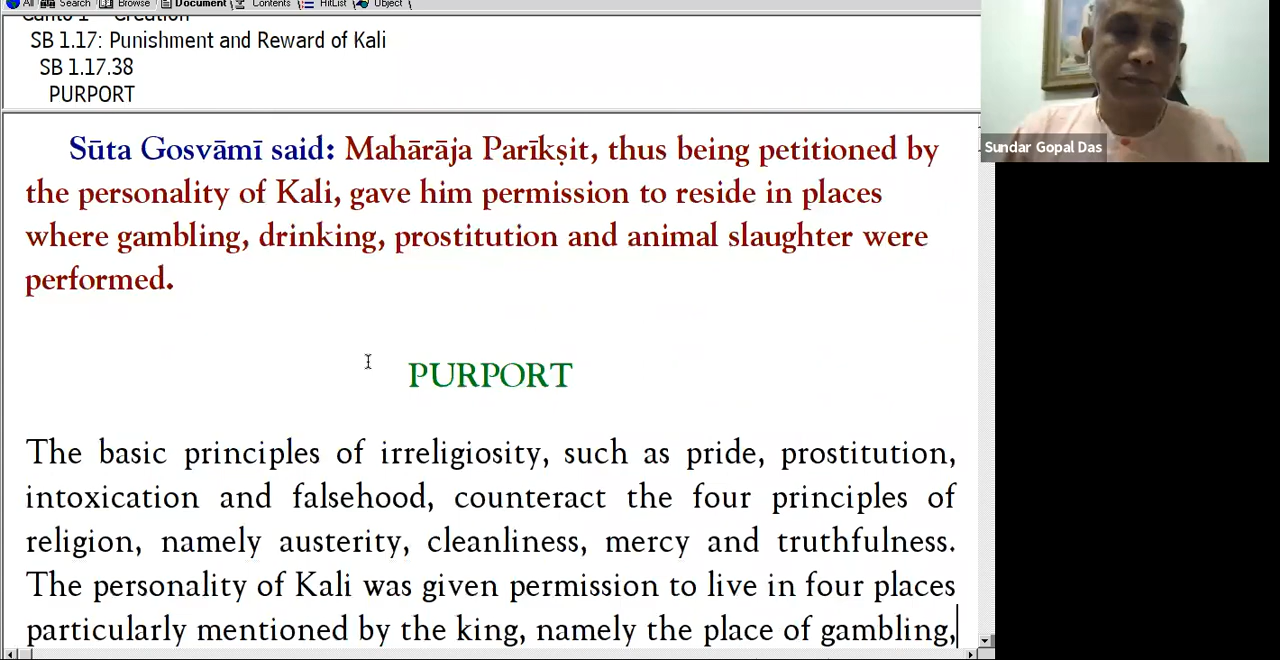 All Search Browse Document Contents HitList Object
Canto 1 Creation
SB 1.17: Punishment and Reward of Kali
SB 1.17.38
PURPORT
Sundar Gopal Das
Sūta Gosvāmī said: Mahārāja Parīkṣit, thus being petitioned by
the personality of Kali, gave him permission to reside in places
where gambling, drinking, prostitution and animal slaughter were
performed.
PURPORT
The basic principles of irreligiosity, such as pride, prostitution,
intoxication and falsehood, counteract the four principles of
religion, namely austerity, cleanliness, mercy and truthfulness.
The personality of Kali was given permission to live in four places
particularly mentioned by the king, namely the place of gambling,